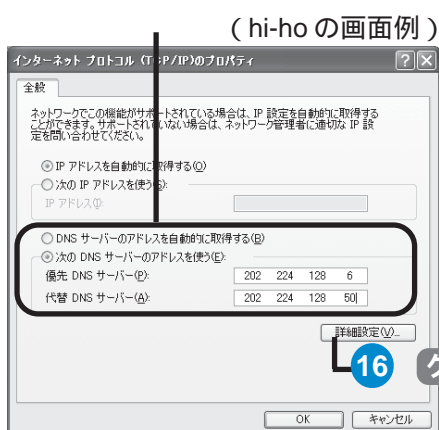 （hi-ho の画面例）
インターネット プロトコル (TCP/IP)のプロパティ
全般
ネットワークでこの機能がサポートされている場合は、IP 設定を自動的に取得する
ことができます。サポートされていない場合は、ネットワーク管理者に適切な IP 設
定を問い合わせてください。
IP アドレスを自動的に取得する(O)
次の IP アドレスを使う(S):
IP アドレス(I):
DNS サーバーのアドレスを自動的に取得する(B)
次の DNS サーバーのアドレスを使う(E):
優先 DNS サーバー(P): 202 224 128 6
代替 DNS サーバー(A): 202 224 128 50
詳細設定(V)...
16
ク
OK キャンセル